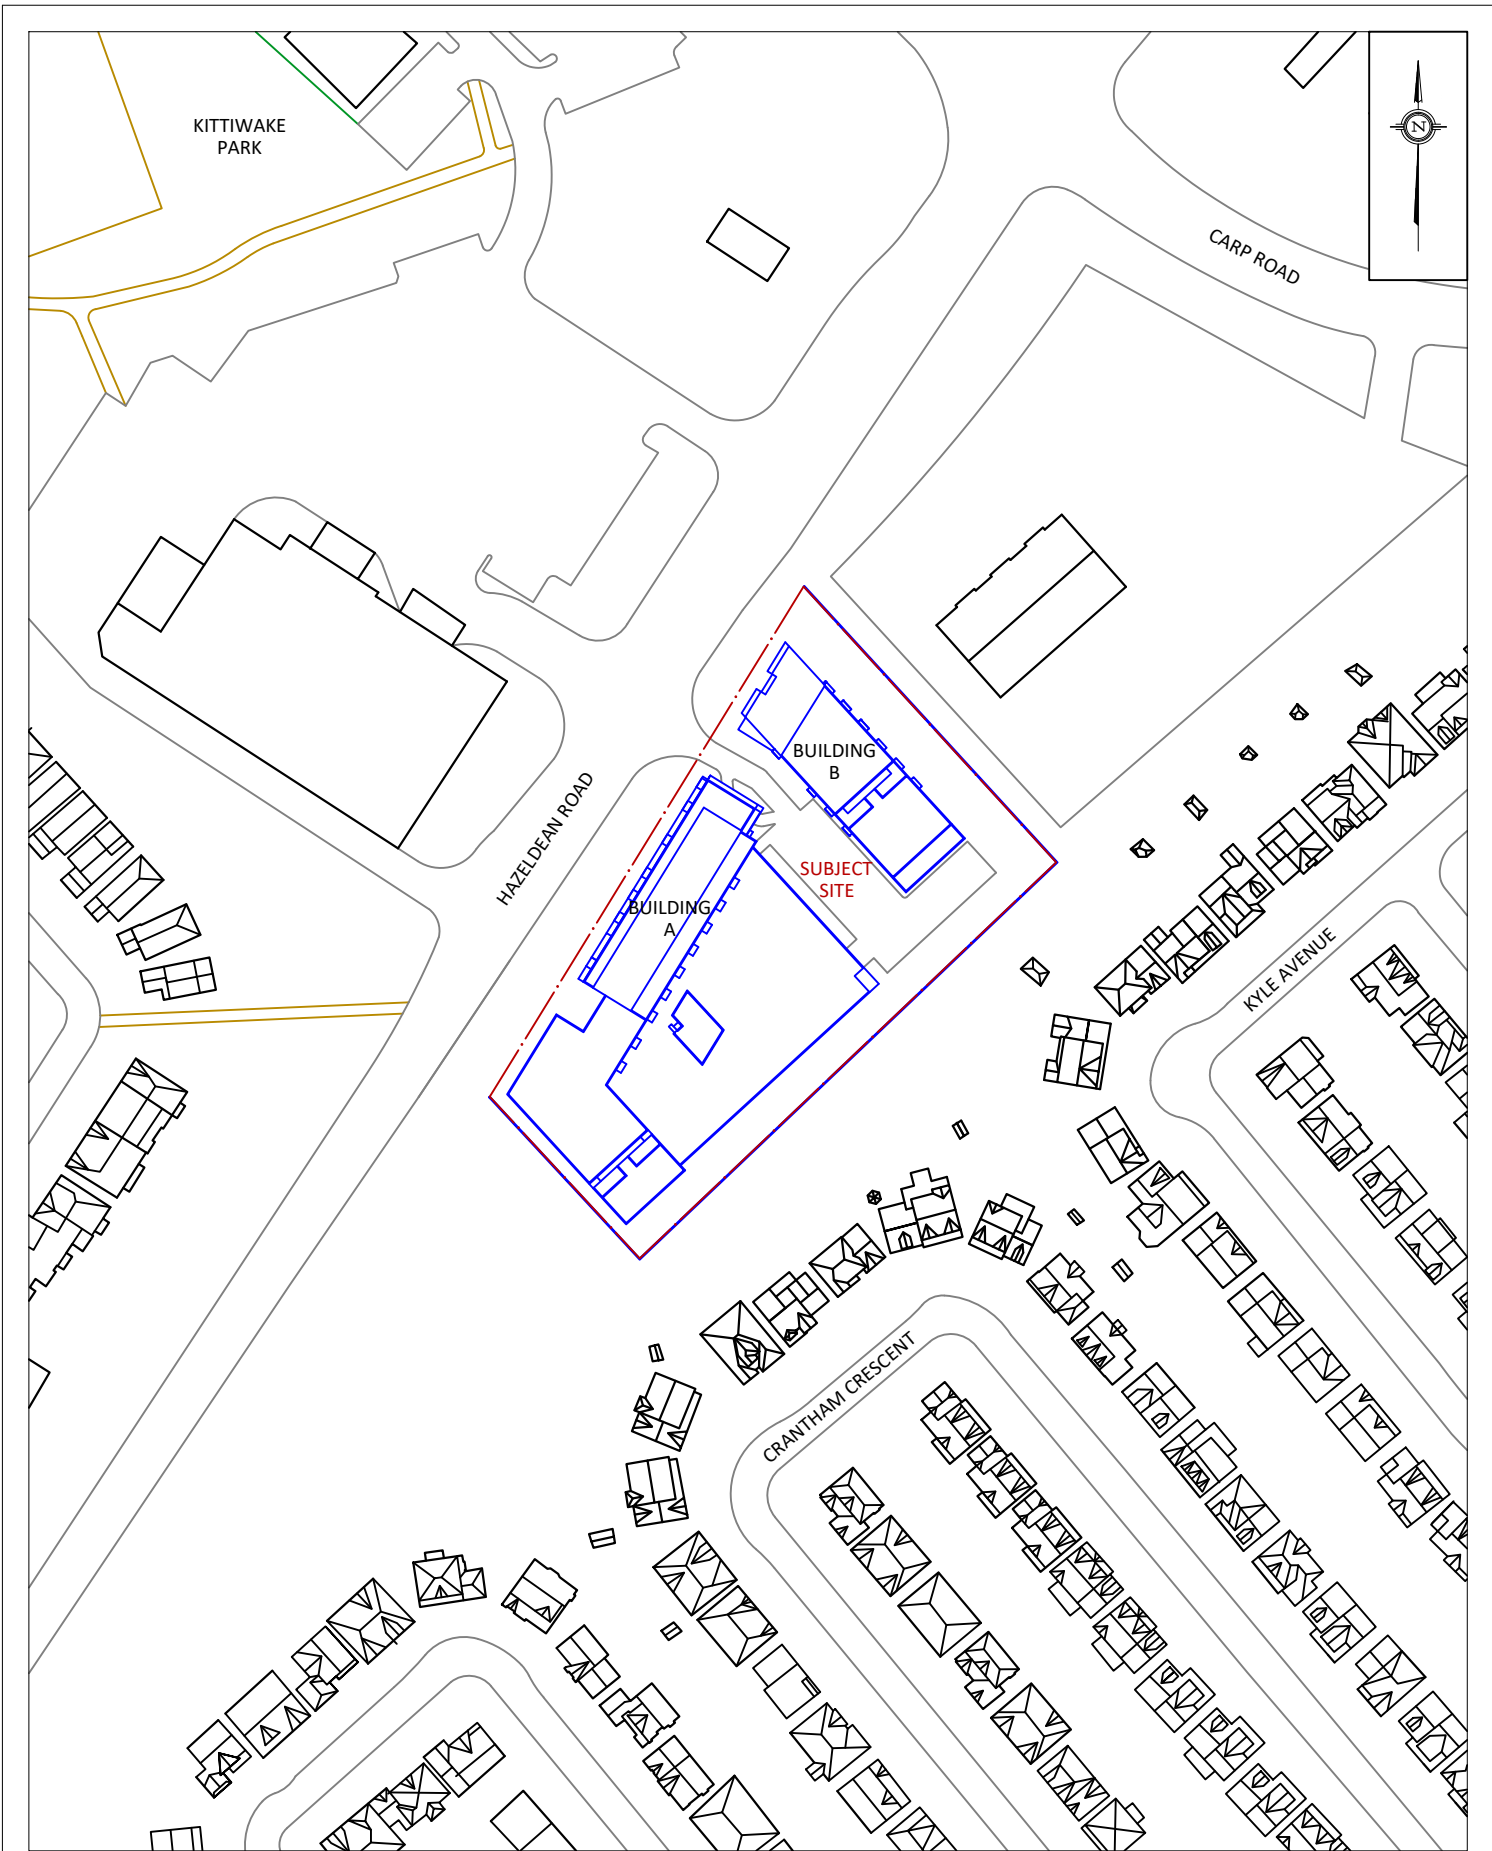 KITTIWAKE
PARK
N
CARP ROAD
BUILDING
B
HAZELDEAN ROAD
SUBJECT
SITE
BUILDING
A
KYLE AVENUE
CRANTHAM CRESCENT